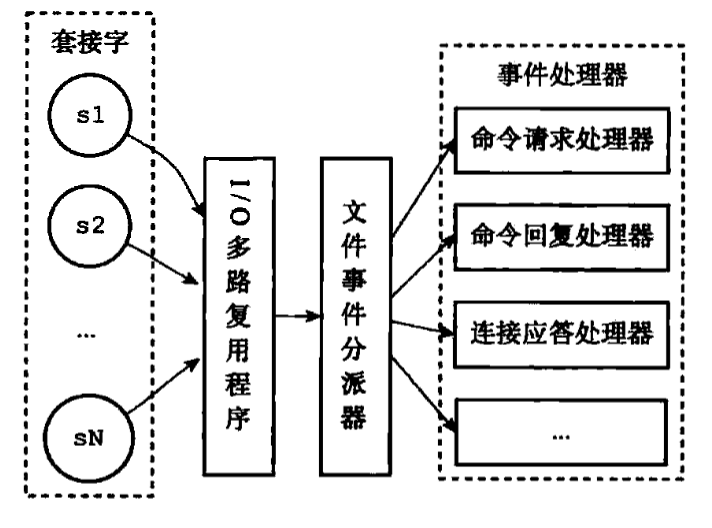 套接字
s1
s2
...
sN
I/O多路复用程序
文件事件分派器
事件处理器
命令请求处理器
命令回复处理器
连接应答处理器
...